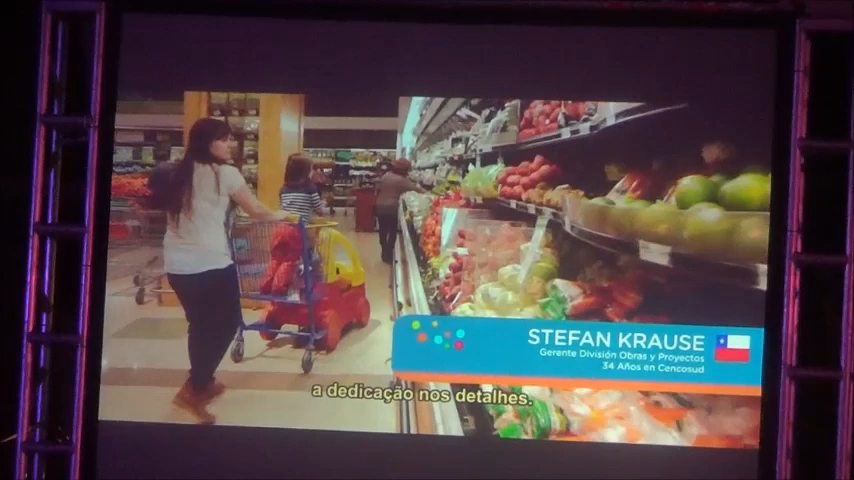 STEFAN KRAUSE
Gerente División Obras y Proyectos
34 Años en Cencosud
a dedicação nos detalhes.